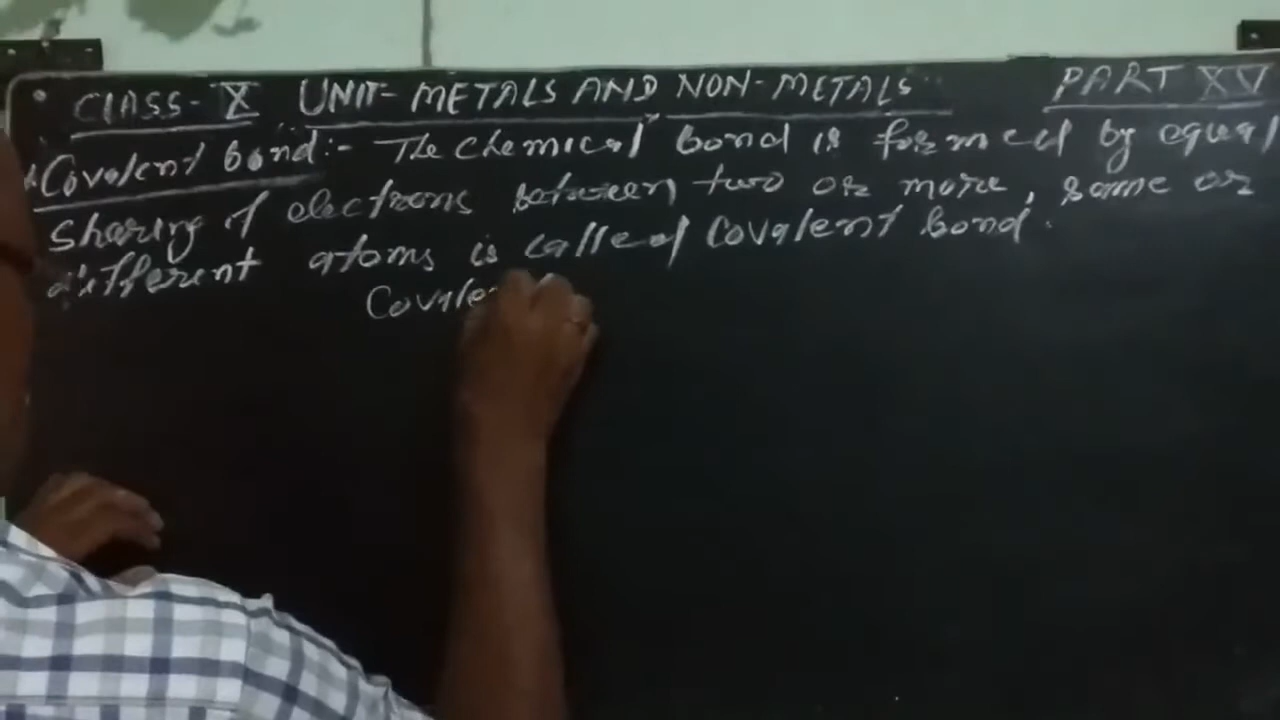 CLASS- X UNIT- METALS AND NON-METALS PART XV
Covalent bond:- The chemical bond is formed by equal
sharing of electrons between two or more, same or
different atoms is called covalent bond.
Covale